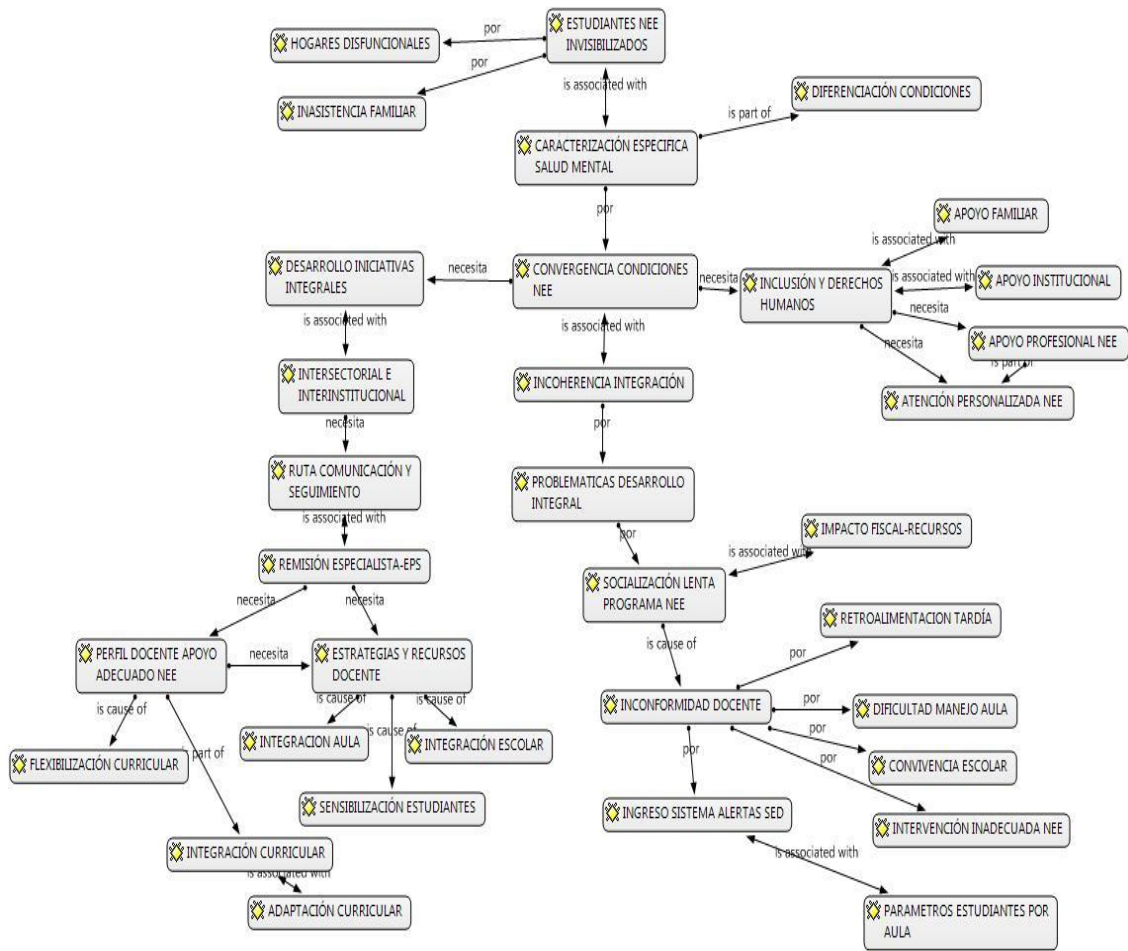 ESTUDIANTES NEE
INVISIBILIZADOS
por
HOGARES DISFUNCIONALES
por
INASISTENCIA FAMILIAR
is associated with
DIFERENCIACIÓN CONDICIONES
is part of
CARACTERIZACIÓN ESPECIFICA
SALUD MENTAL
por
APOYO FAMILIAR
is associated with
DESARROLLO INICIATIVAS
INTEGRALES
necesita
CONVERGENCIA CONDICIONES
NEE
necesita
INCLUSIÓN Y DERECHOS
HUMANOS
is associated with
APOYO INSTITUCIONAL
necesita
APOYO PROFESIONAL NEE
necesita
is part of
ATENCIÓN PERSONALIZADA NEE
is associated with
is associated with
INTERSECTORIAL E
INTERINSTITUCIONAL
INCOHERENCIA INTEGRACIÓN
necesita
por
RUTA COMUNICACIÓN Y
SEGUIMIENTO
PROBLEMATICAS DESARROLLO
INTEGRAL
is associated with
por
IMPACTO FISCAL-RECURSOS
is associated with
REMISIÓN ESPECIALISTA-EPS
SOCIALIZACIÓN LENTA
PROGRAMA NEE
necesita
necesita
is cause of
RETROALIMENTACION TARDÍA
PERFIL DOCENTE APOYO
ADECUADO NEE
necesita
ESTRATEGIAS Y RECURSOS
DOCENTE
por
is cause of
is cause of
is cause of
is cause of
INCONFORMIDAD DOCENTE
por
DIFICULTAD MANEJO AULA
is part of
INTEGRACION AULA
INTEGRACIÓN ESCOLAR
por
FLEXIBILIZACIÓN CURRICULAR
CONVIVENCIA ESCOLAR
por
por
SENSIBILIZACIÓN ESTUDIANTES
INGRESO SISTEMA ALERTAS SED
INTERVENCIÓN INADECUADA NEE
INTEGRACIÓN CURRICULAR
is associated with
is associated with
ADAPTACIÓN CURRICULAR
PARAMETROS ESTUDIANTES POR
AULA